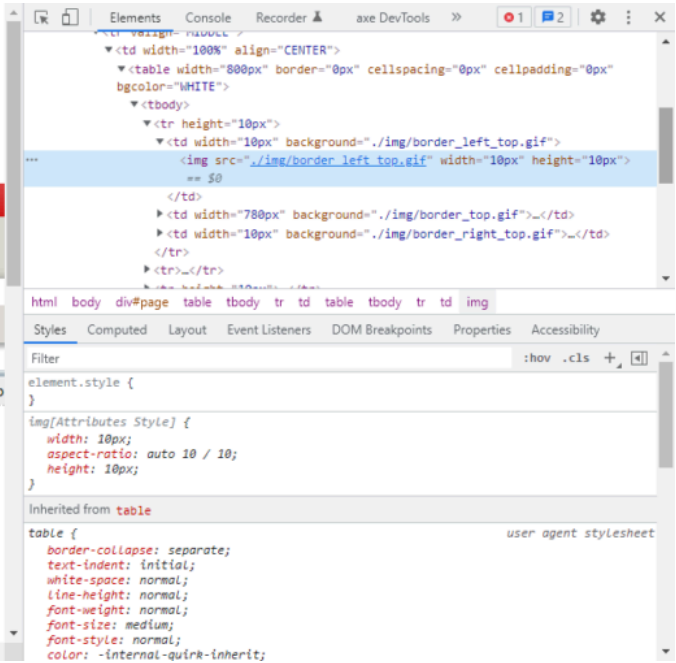 Elements Console Recorder axe DevTools » 1 2
<tr valign="MIDDLE">
▼<td width="100%" align="CENTER">
▼<table width="800px" border="0px" cellspacing="0px" cellpadding="0px"
bgcolor="WHITE">
▼<tbody>
▼<tr height="10px">
▼<td width="10px" background="./img/border_left_top.gif">
… <img src="./img/border_left_top.gif" width="10px" height="10px">
== $0
</td>
▶<td width="780px" background="./img/border_top.gif">…</td>
▶<td width="10px" background="./img/border_right_top.gif">…</td>
</tr>
▶<tr>…</tr>
html body div#page table tbody tr td table tbody tr td img
Styles Computed Layout Event Listeners DOM Breakpoints Properties Accessibility
Filter :hov .cls +
element.style {
}
img[Attributes Style] {
width: 10px;
aspect-ratio: auto 10 / 10;
height: 10px;
}
Inherited from table
table { user agent stylesheet
border-collapse: separate;
text-indent: initial;
white-space: normal;
line-height: normal;
font-weight: normal;
font-size: medium;
font-style: normal;
color: -internal-quirk-inherit;